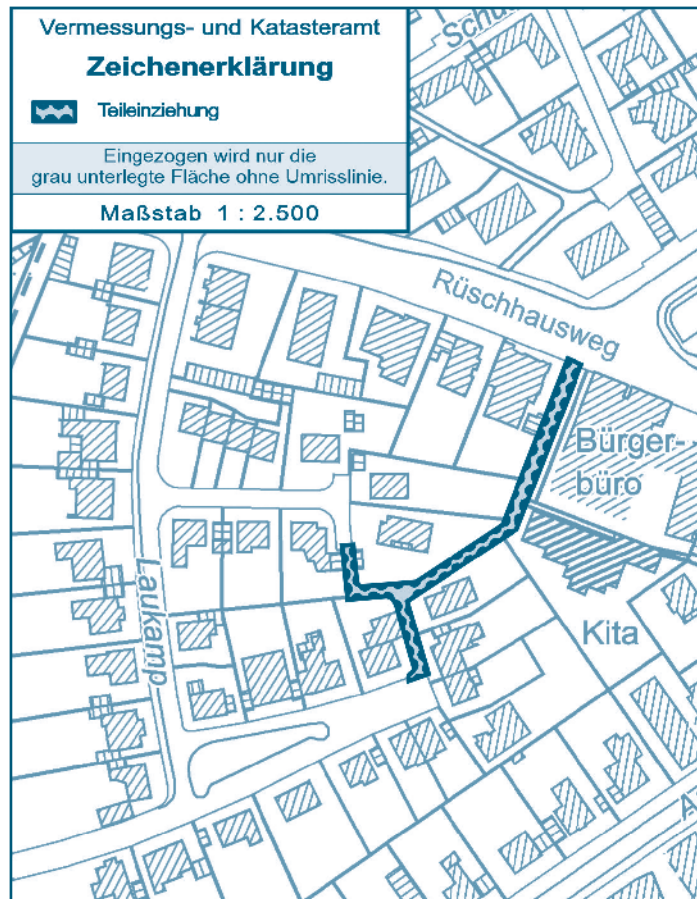 Vermessungs- und Katasteramt
Zeichenerklärung
Teileinziehung
Eingezogen wird nur die
grau unterlegte Fläche ohne Umrisslinie.
Maßstab 1 : 2.500
Rüschhausweg
Bürger-
büro
Laukamp
Kita